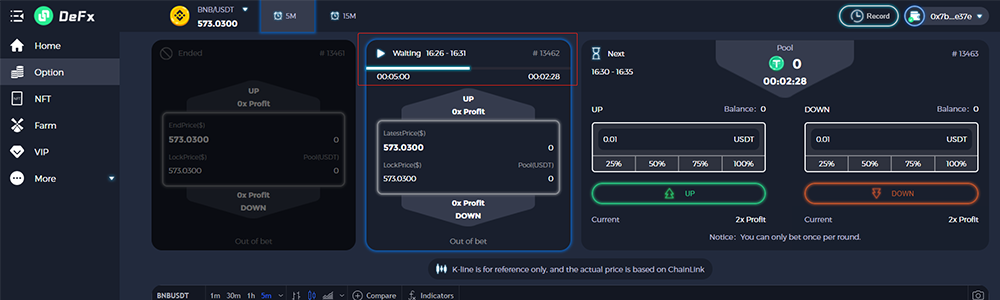 DeFx
BNB/USDT
573.0300
5M
15M
Record
0x7b...e37e
Home
Option
NFT
Farm
VIP
More
Ended
# 13461
UP
0x Profit
EndPrice($)
573.0300
0
LockPrice($)
Pool(USDT)
573.0300
0
0x Profit
DOWN
Out of bet
Waiting 16:26 - 16:31
# 13462
00:05:00
00:02:28
UP
0x Profit
LatestPrice($)
573.0300
0
LockPrice($)
Pool(USDT)
573.0300
0
0x Profit
DOWN
Out of bet
Next
# 13463
16:30 - 16:35
Pool
0
00:02:28
UP
Balance: 0
0.01 USDT
25% 50% 75% 100%
UP
Current 2x Profit
DOWN
Balance: 0
0.01 USDT
25% 50% 75% 100%
DOWN
Current 2x Profit
Notice: You can only bet once per round.
K-line is for reference only, and the actual price is based on ChainLink
BNBUSDT 1m 30m 1h 5m Compare Indicators